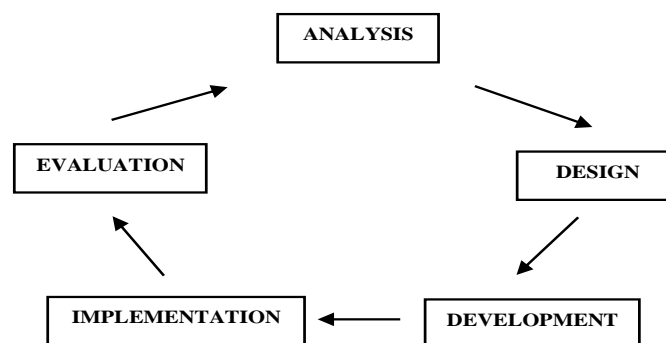 ANALYSIS
EVALUATION
DESIGN
IMPLEMENTATION
DEVELOPMENT